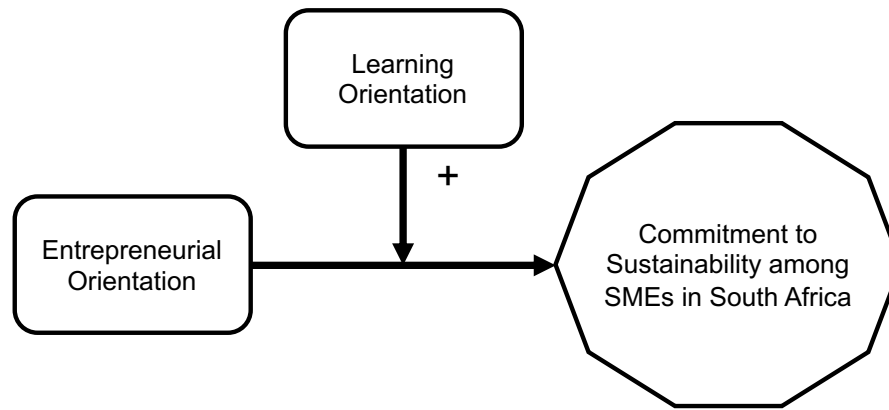 Learning
Orientation
+
Entrepreneurial
Orientation
Commitment to
Sustainability among
SMEs in South Africa